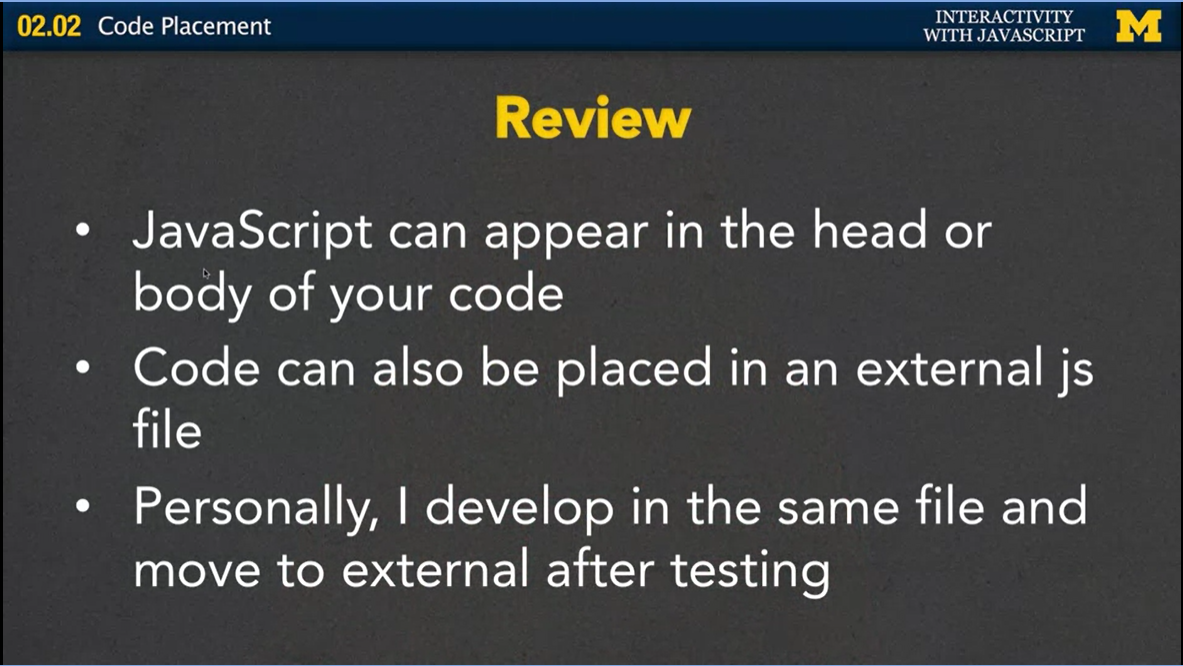 02.02 Code Placement
INTERACTIVITY
WITH JAVASCRIPT
M
Review
• JavaScript can appear in the head or
body of your code
• Code can also be placed in an external js
file
• Personally, I develop in the same file and
move to external after testing